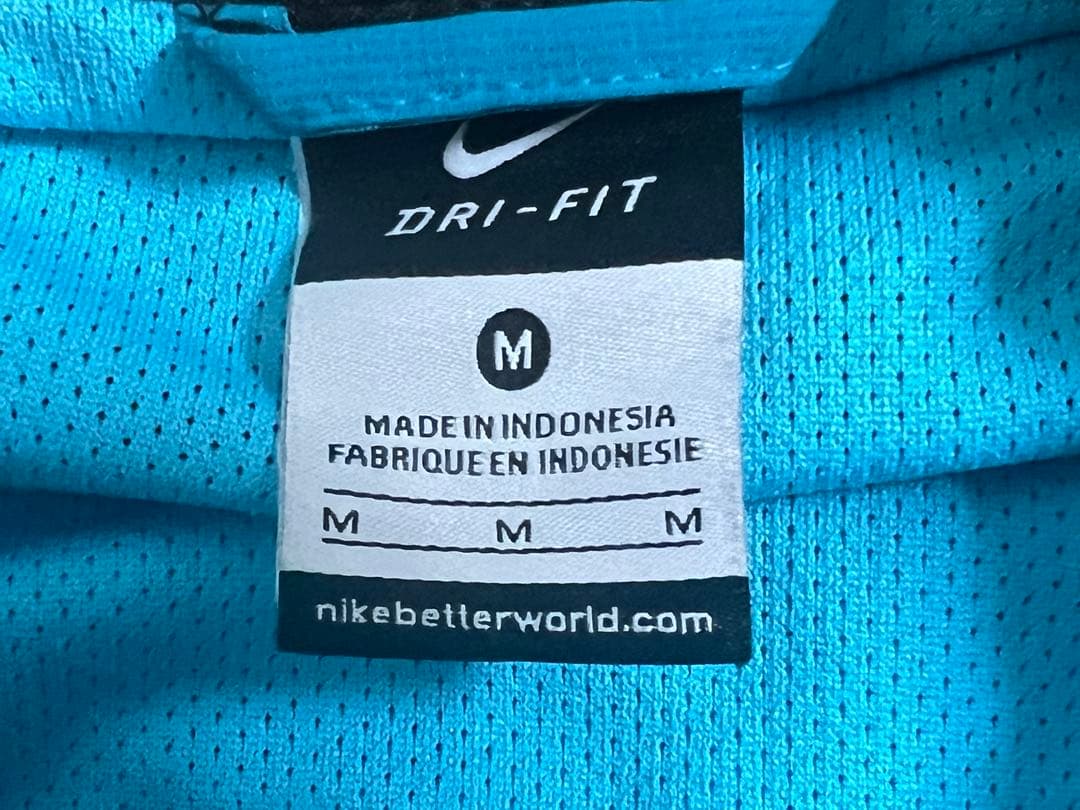 DRI-FIT
M
MADE IN INDONESIA
FABRIQUE EN INDONESIE
M M M
nikebetterworld.com